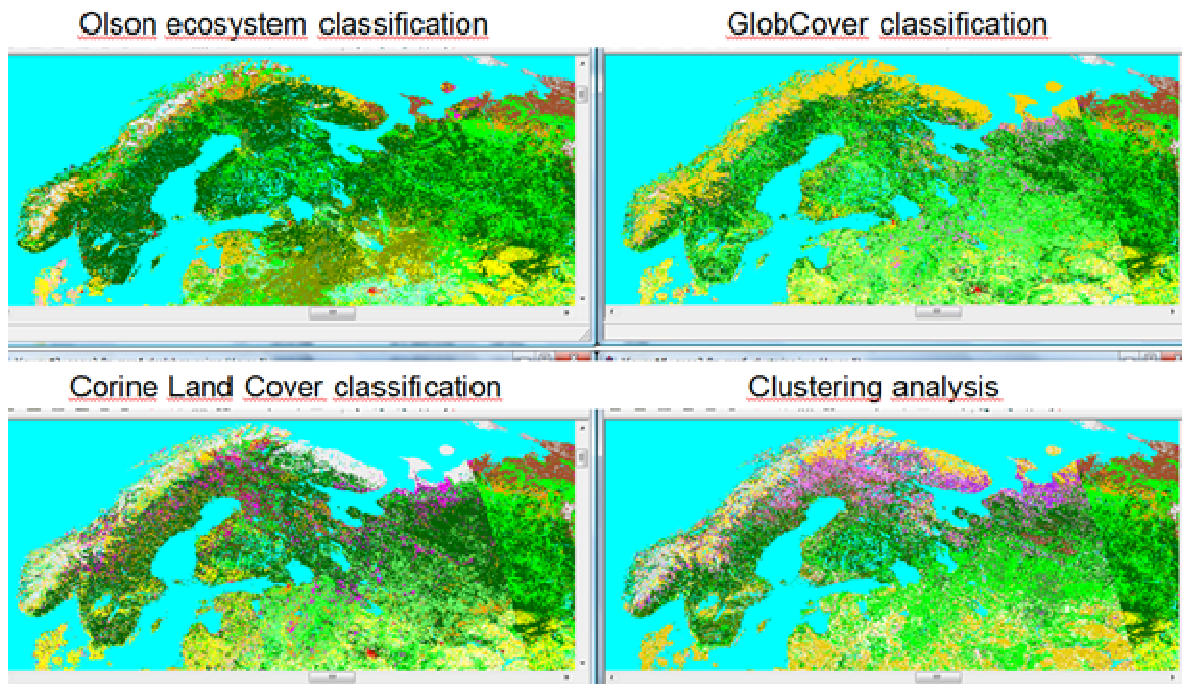 Olson ecosystem classification
GlobCover classification
Corine Land Cover classification
Clustering analysis